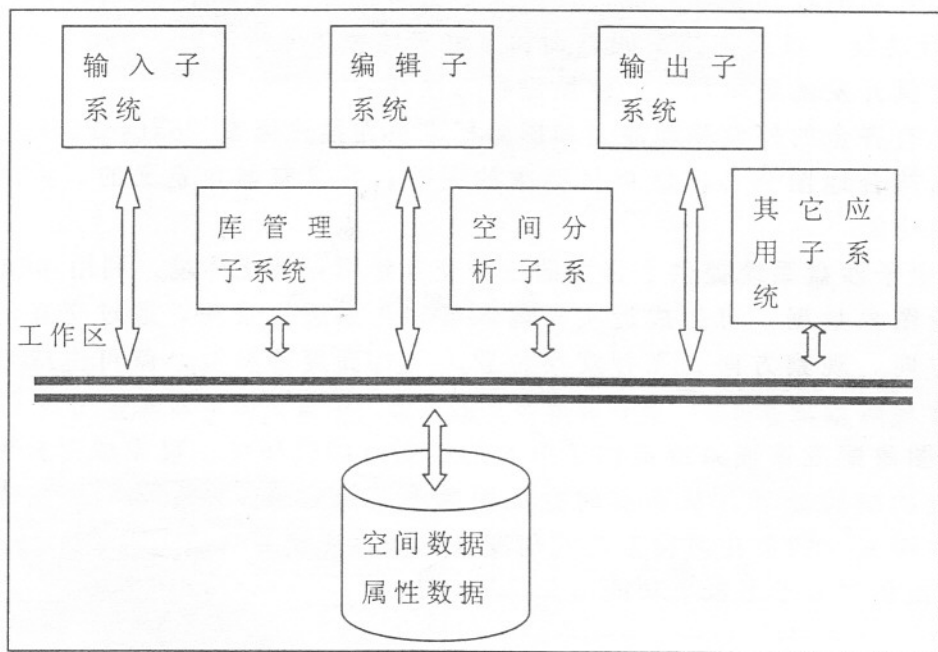 输入子
系统
编辑子
系统
输出子
系统
库管理
子系统
空间分
析子系
其它应
用子系
统
工作区
空间数据
属性数据